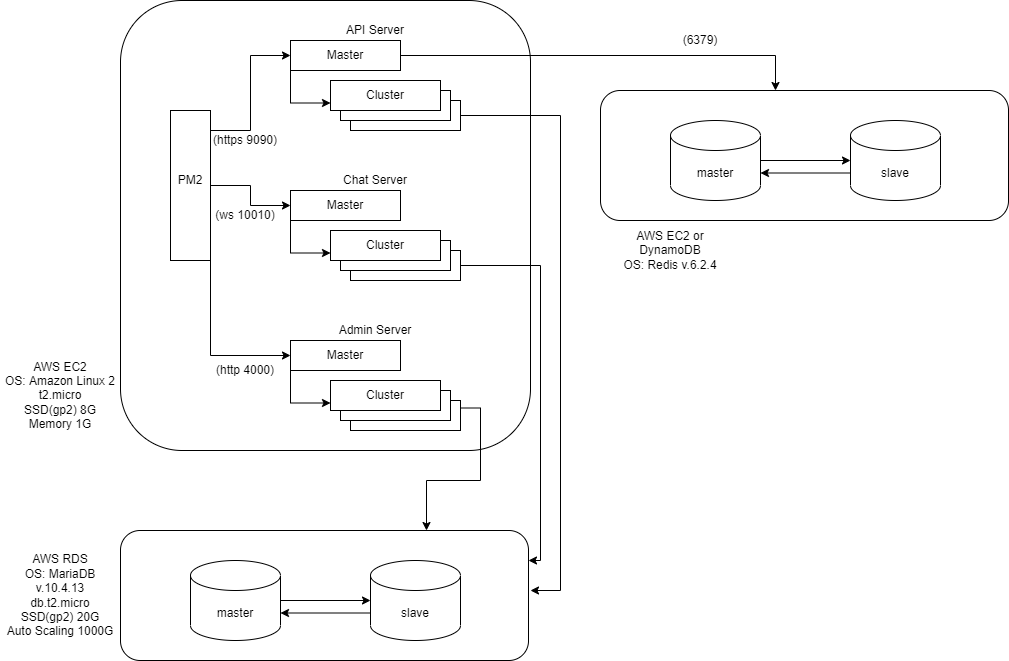 API Server
Master
Cluster
(https 9090)
PM2
Chat Server
Master
(ws 10010)
Cluster
Admin Server
Master
(http 4000)
Cluster
AWS EC2
OS: Amazon Linux 2
t2.micro
SSD(gp2) 8G
Memory 1G
(6379)
master
slave
AWS EC2 or
DynamoDB
OS: Redis v.6.2.4
AWS RDS
OS: MariaDB
v.10.4.13
db.t2.micro
SSD(gp2) 20G
Auto Scaling 1000G
master
slave